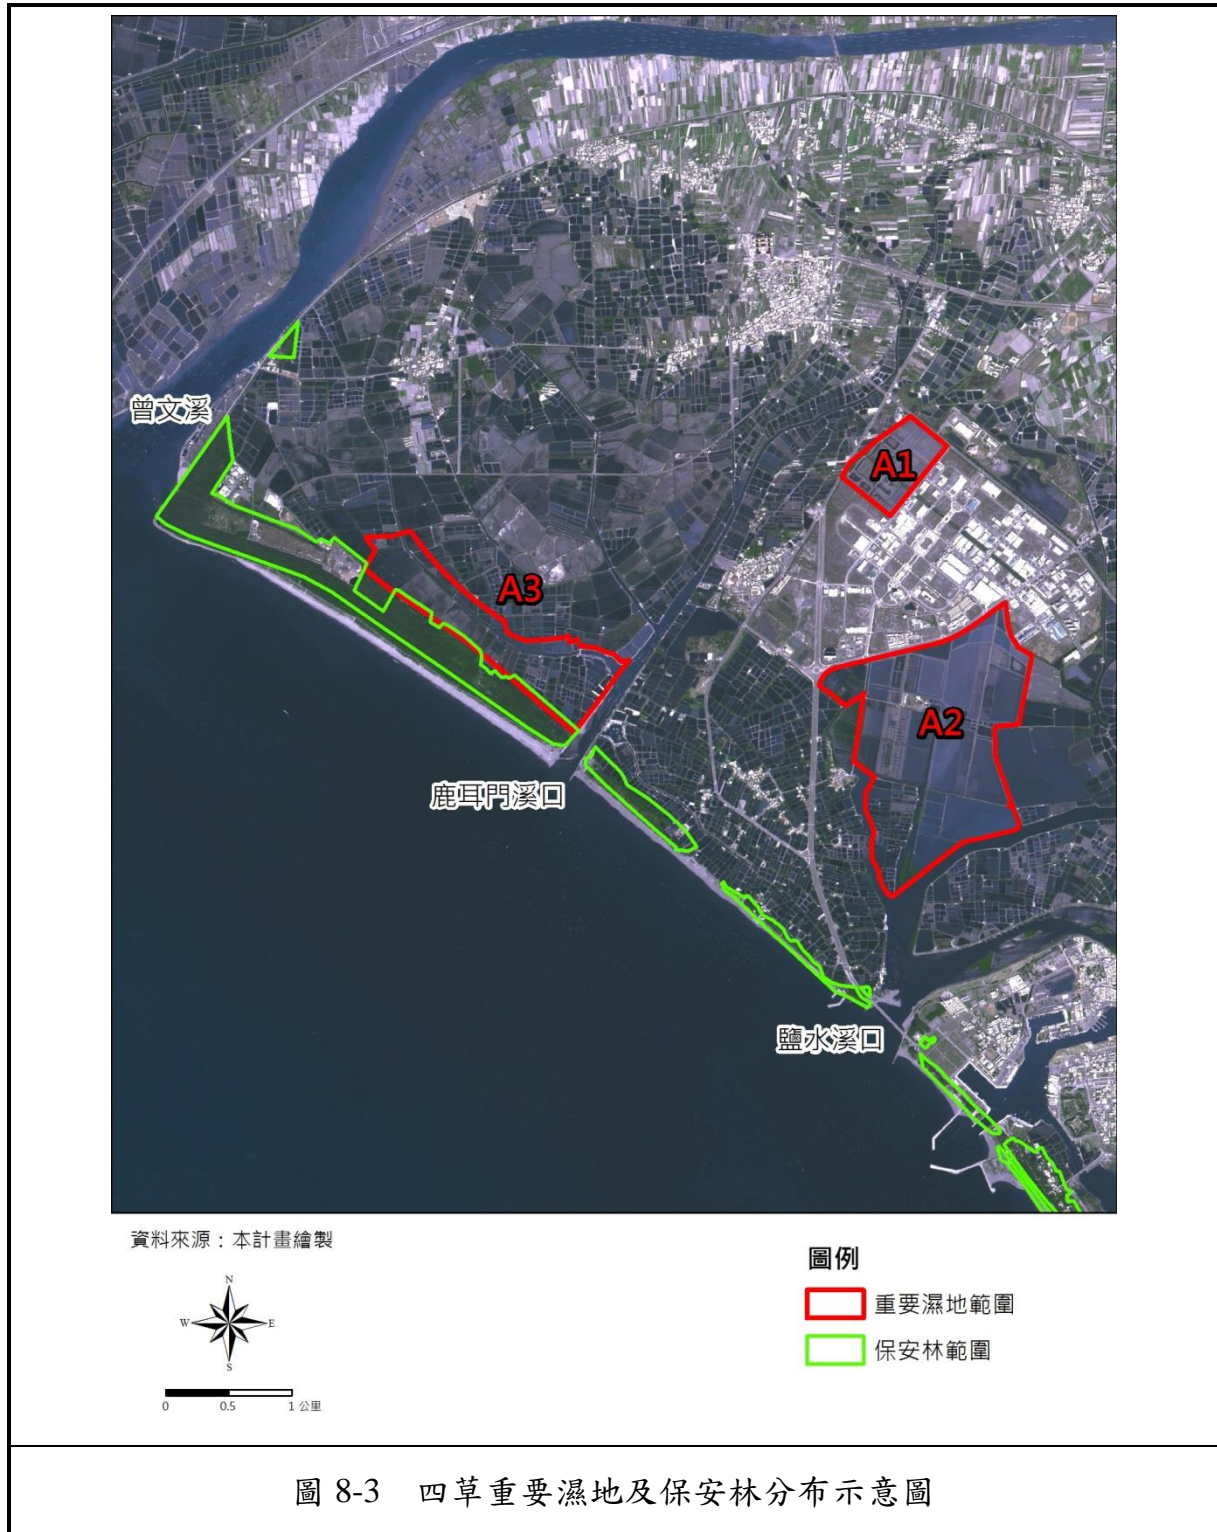 曾文溪
A1
A3
A2
鹿耳門溪口
鹽水溪口
資料來源：本計畫繪製
N
W E
S
0 0.5 1 公里
圖例
重要濕地範圍
保安林範圍
圖 8-3 四草重要濕地及保安林分布示意圖